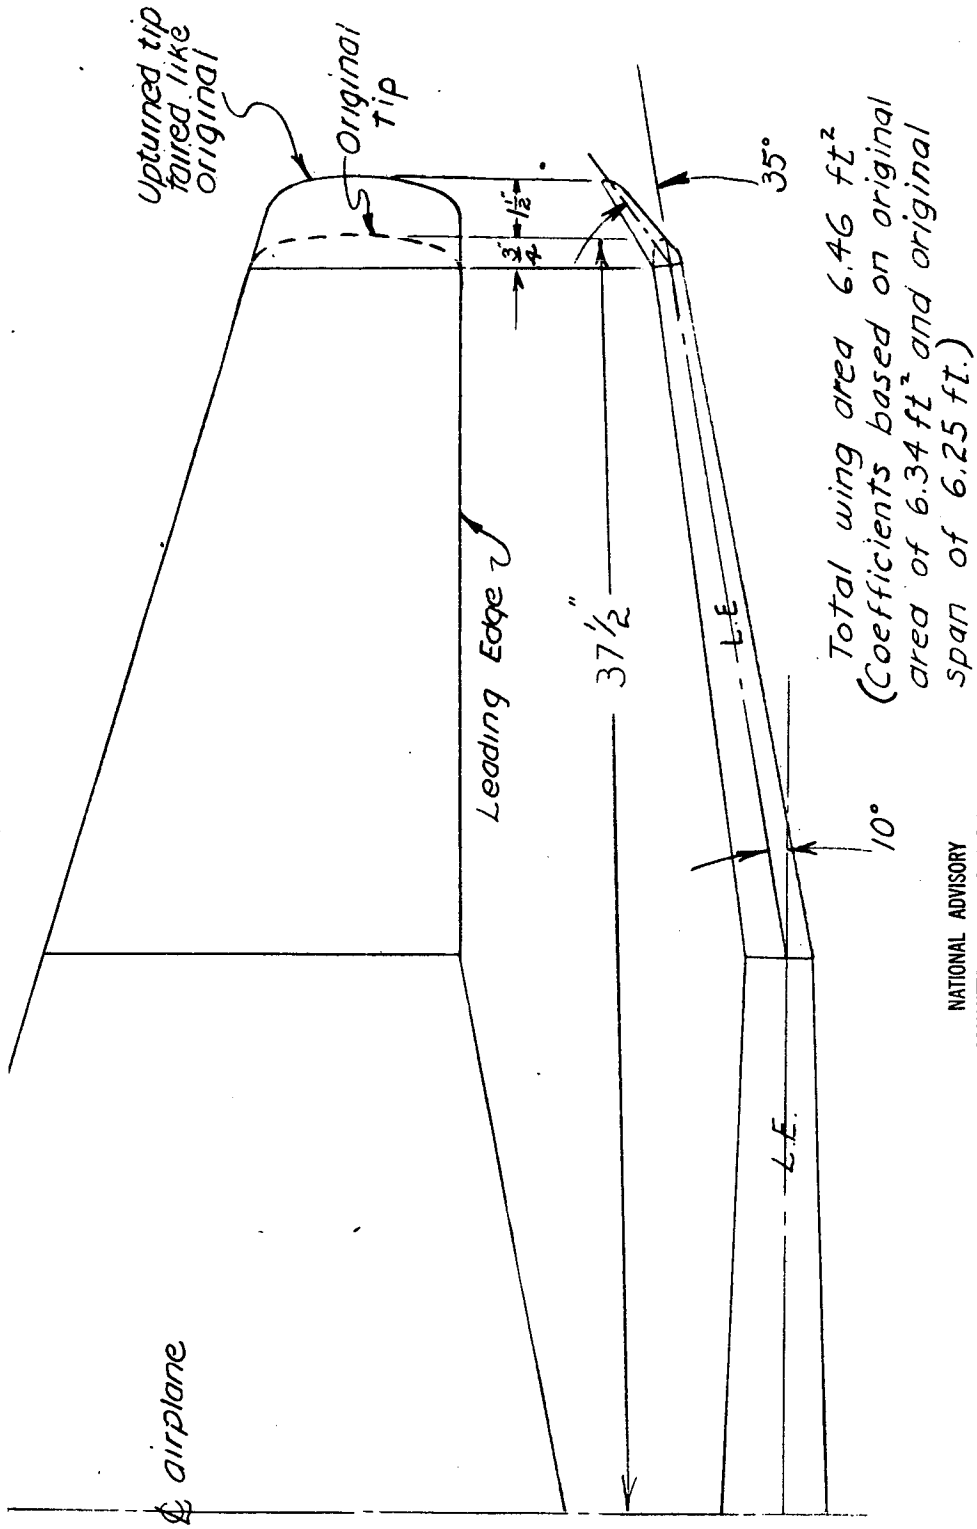 Upturned tip
faired like
original
Original
tip
3/4"
1 1/2"
35°
Leading Edge
37 1/2"
L.E.
10°
L.E.
℄ airplane
Total wing area 6.46 ft²
(Coefficients based on original
area of 6.34 ft² and original
span of 6.25 ft.)
NATIONAL ADVISORY